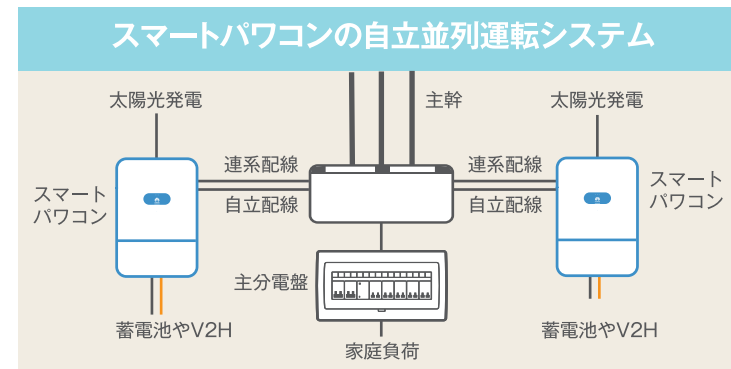 スマートパワコンの自立並列運転システム
太陽光発電
主幹
太陽光発電
スマート
パワコン
連系配線
自立配線
連系配線
自立配線
スマート
パワコン
主分電盤
蓄電池やV2H
家庭負荷
蓄電池やV2H